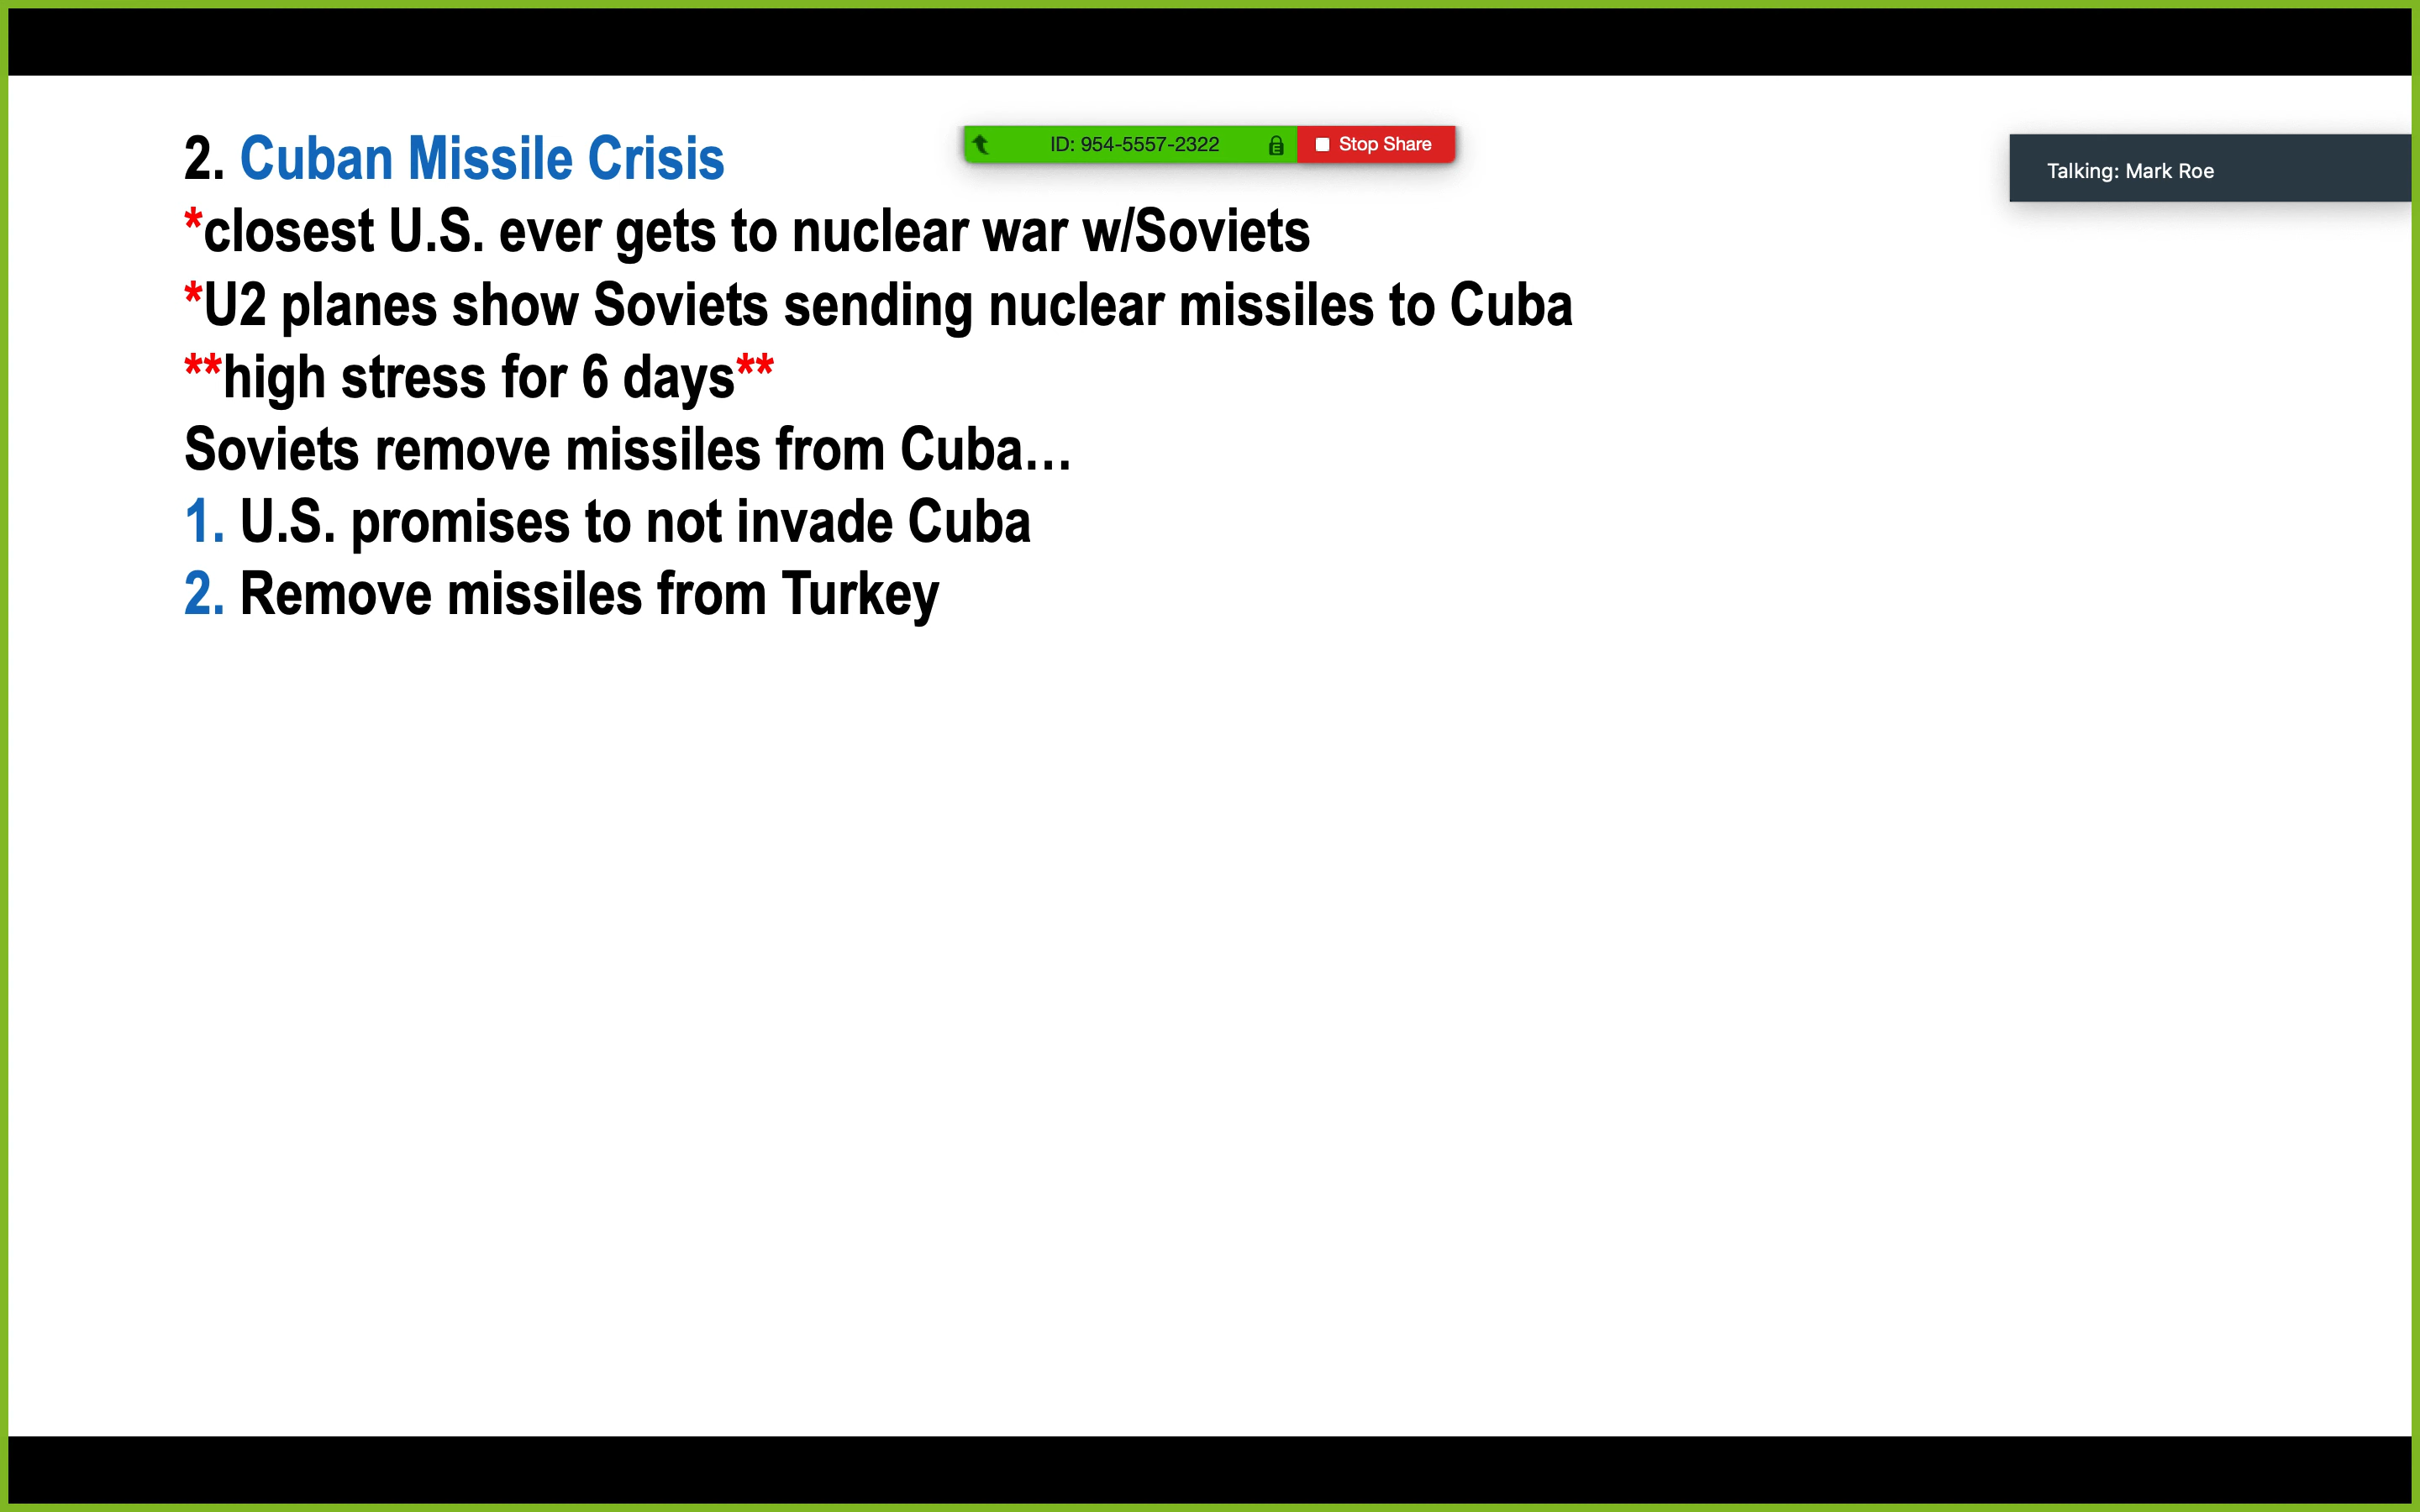 2. Cuban Missile Crisis
ID: 954-5557-2322
Stop Share
Talking: Mark Roe
*closest U.S. ever gets to nuclear war w/Soviets
*U2 planes show Soviets sending nuclear missiles to Cuba
**high stress for 6 days**
Soviets remove missiles from Cuba...
1. U.S. promises to not invade Cuba
2. Remove missiles from Turkey